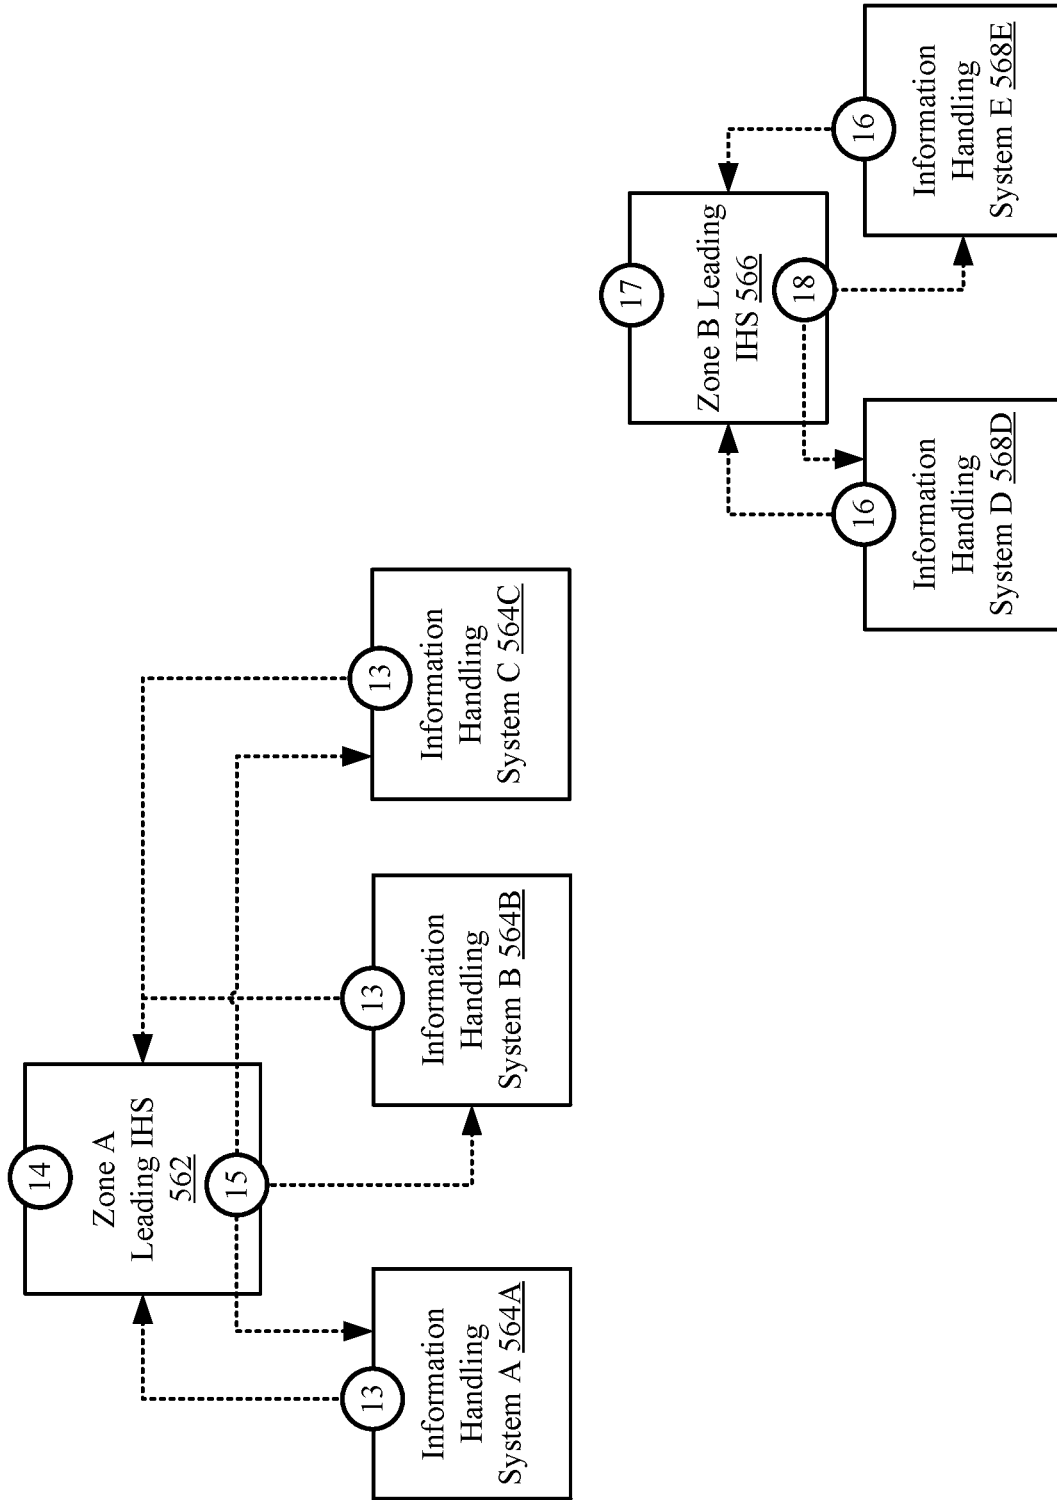 14
Zone A
Leading IHS
562
15
13
Information
Handling
System A 564A
13
Information
Handling
System B 564B
13
Information
Handling
System C 564C
17
Zone B Leading
IHS 566
18
16
Information
Handling
System D 568D
16
Information
Handling
System E 568E